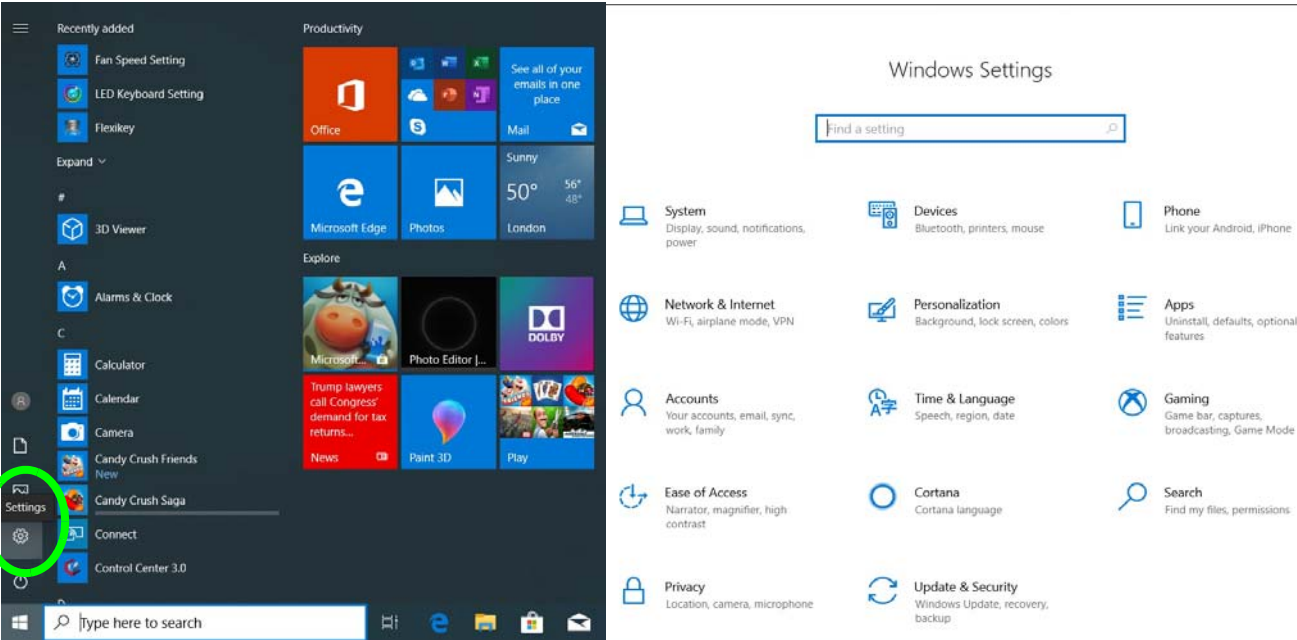 Recently added
Fan Speed Setting
LED Keyboard Setting
Flexikey
Expand
#
3D Viewer
A
Alarms & Clock
C
Calculator
Calendar
Camera
Candy Crush Friends
New
Candy Crush Saga
Connect
Control Center 3.0
Settings
Type here to search
Productivity
Office
See all of your
emails in one
place
Mail
Microsoft Edge
Photos
Sunny
50°
56°
48°
London
Explore
Microsoft...
Photo Editor |...
DOLBY
Trump lawyers
call Congress'
demand for tax
returns...
News
Paint 3D
Play
Windows Settings
Find a setting
System
Display, sound, notifications,
power
Devices
Bluetooth, printers, mouse
Phone
Link your Android, iPhone
Network & Internet
Wi-Fi, airplane mode, VPN
Personalization
Background, lock screen, colors
Apps
Uninstall, defaults, optional
features
Accounts
Your accounts, email, sync,
work, family
Time & Language
Speech, region, date
Gaming
Game bar, captures,
broadcasting, Game Mode
Ease of Access
Narrator, magnifier, high
contrast
Cortana
Cortana language
Search
Find my files, permissions
Privacy
Location, camera, microphone
Update & Security
Windows Update, recovery,
backup